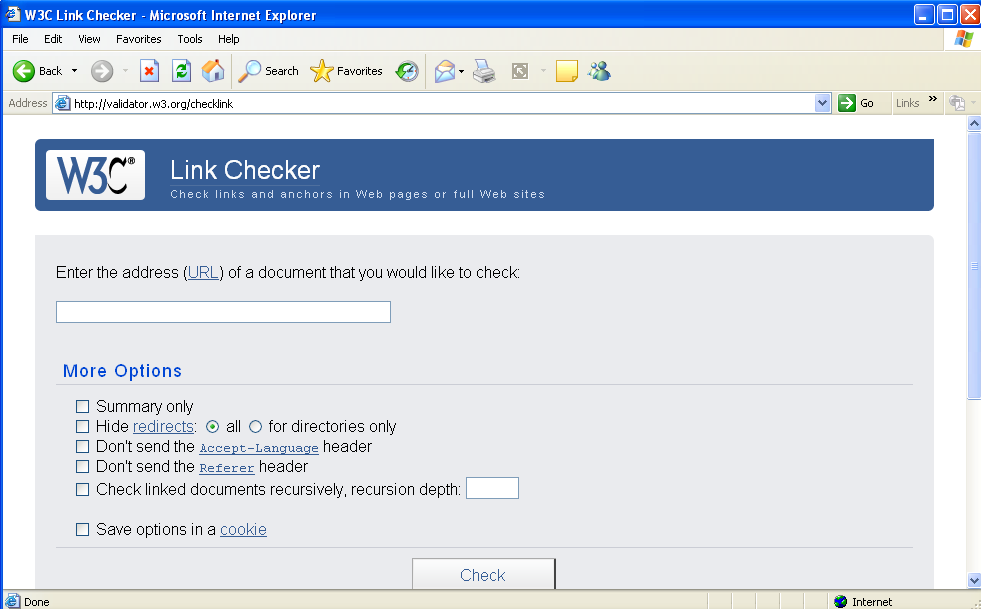 W3C Link Checker - Microsoft Internet Explorer
File Edit View Favorites Tools Help
Back Search Favorites
Address http://validator.w3.org/checklink Go Links »
W3C® Link Checker
Check links and anchors in Web pages or full Web sites
Enter the address (URL) of a document that you would like to check:
More Options
Summary only
Hide redirects: all for directories only
Don't send the Accept-Language header
Don't send the Referer header
Check linked documents recursively, recursion depth:
Save options in a cookie
Check
Done Internet